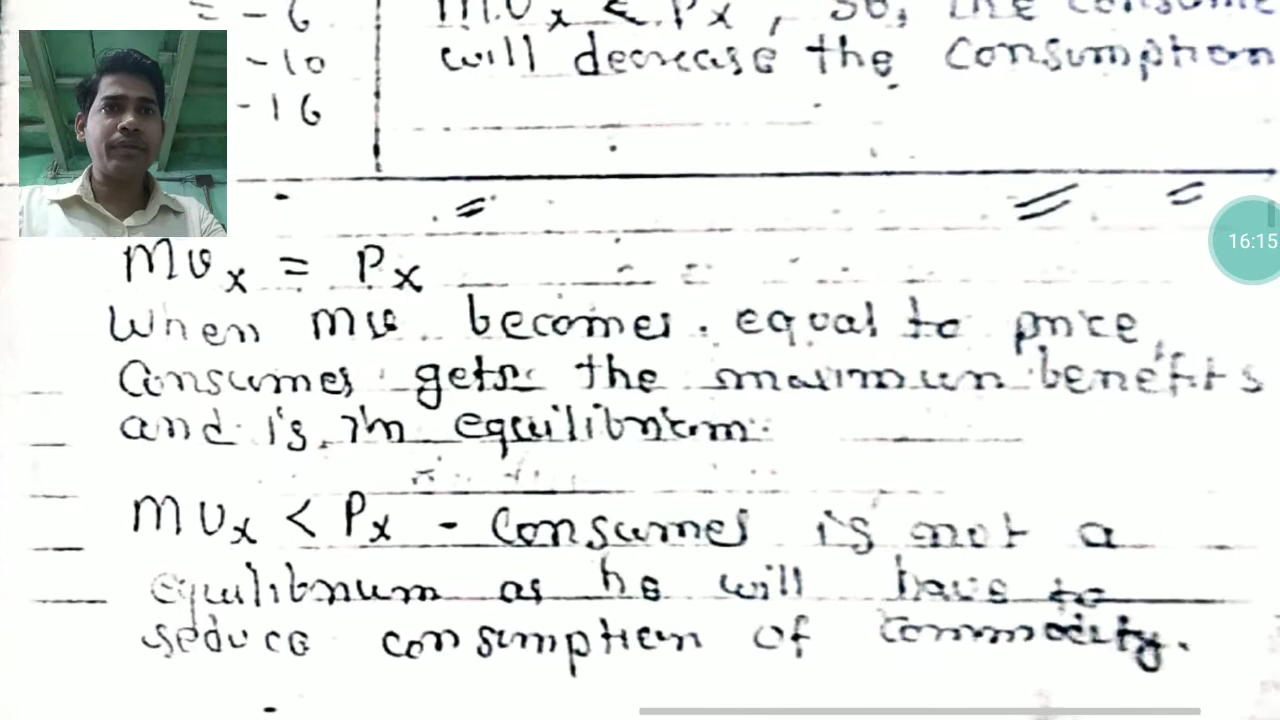 = - 6
- 10
- 16
MUx < Px, So, the consume
will decrease the consumption
16:15
MUx = Px
When MU becomes equal to price,
Consumer gets the maximum benefits
and is in equilibrium.
MUx < Px - Consumer is not a
equilibrium as he will have to
reduce consumption of commodity.